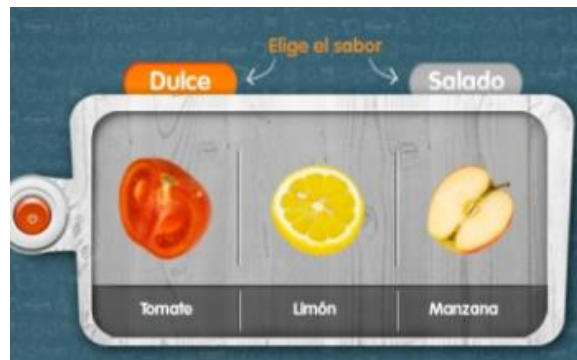 Elige el sabor
Dulce
Salado
Tomate
Limón
Manzana